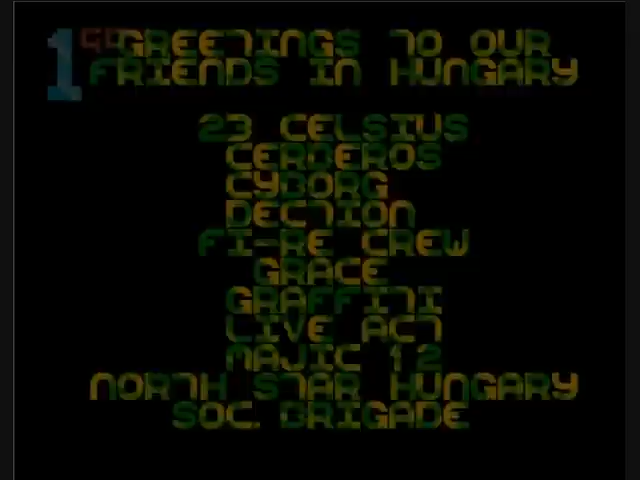 1
GREETINGS TO OUR
FRIENDS IN HUNGARY
23 CELSIUS
CERBEROS
CYBORG
DECTION
FI-RE CREW
GRACE
GRAFFITI
LIVE ACT
MAJIC 12
NORTH STAR HUNGARY
SOC. BRIGADE